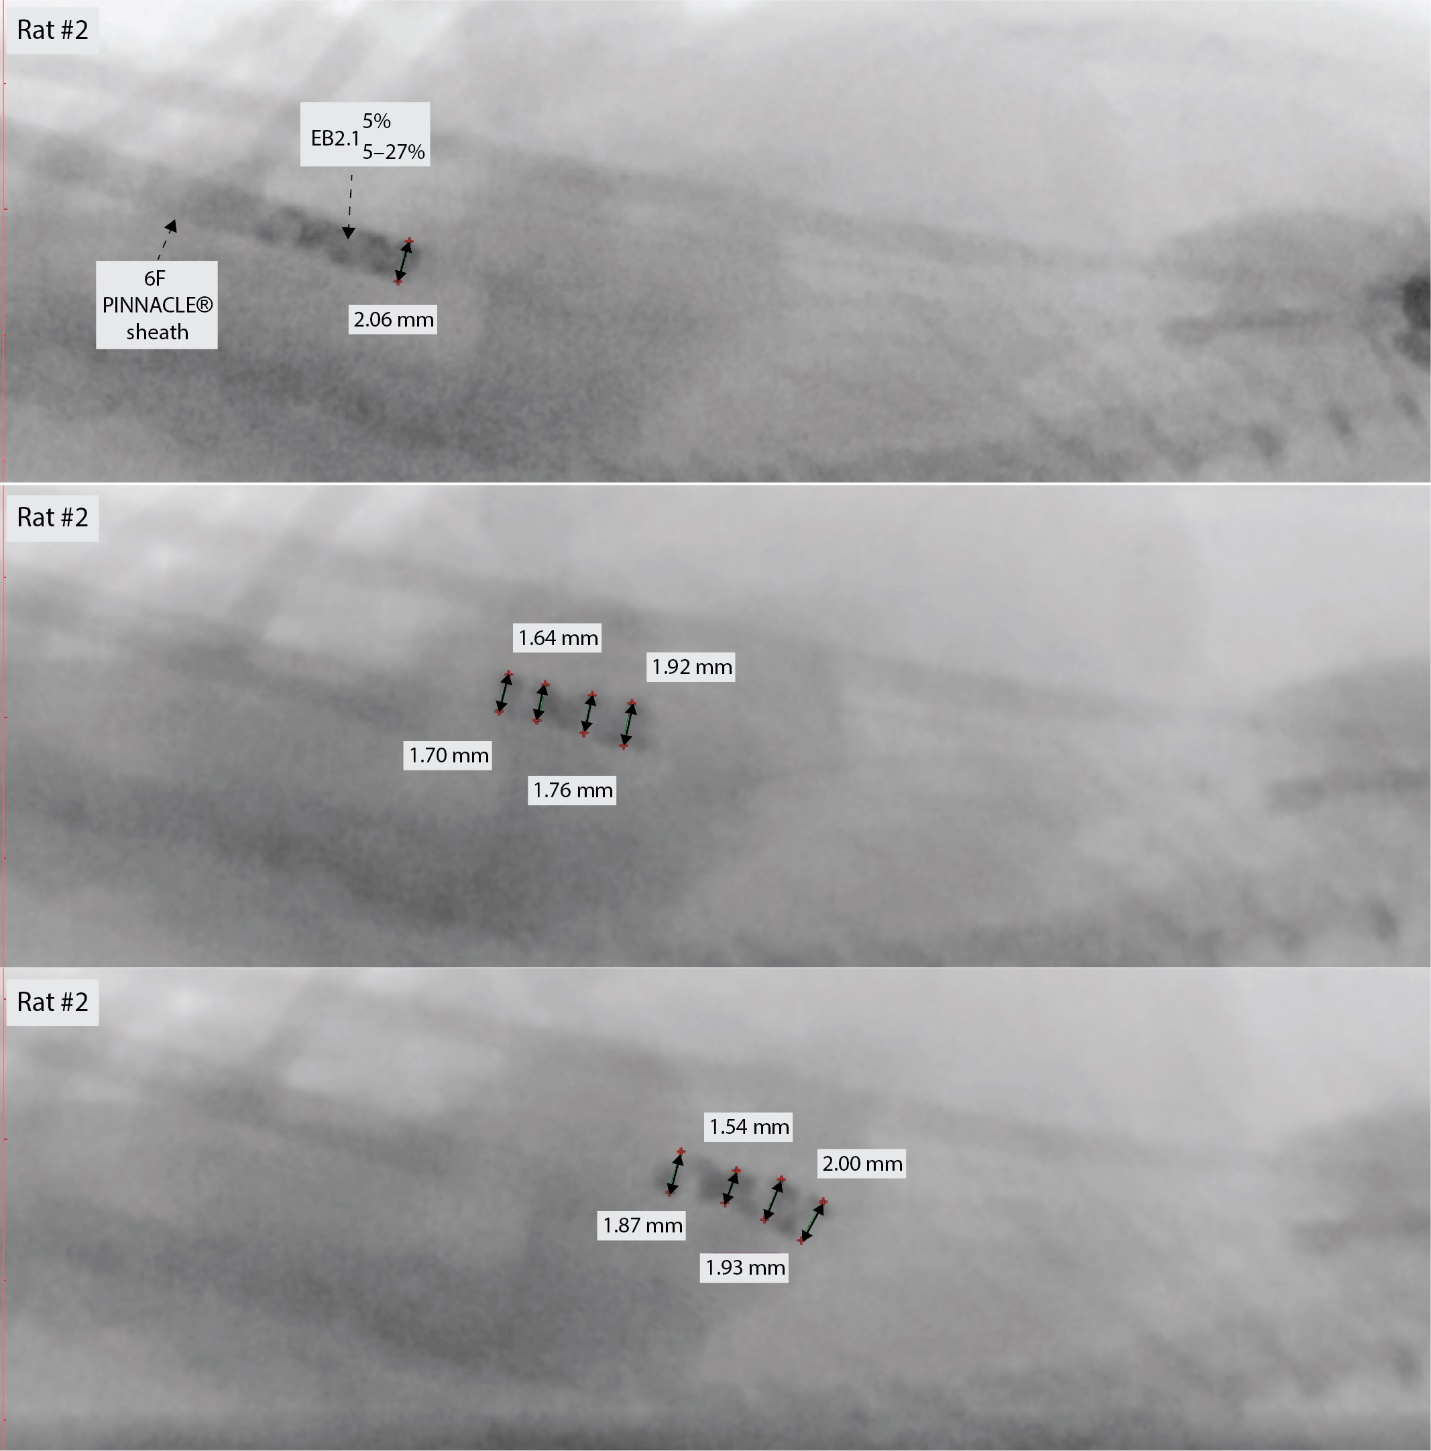 Rat #2
EB2.1 5%
5–27%
6F
PINNACLE®
sheath
2.06 mm
Rat #2
1.64 mm
1.92 mm
1.70 mm
1.76 mm
Rat #2
1.54 mm
2.00 mm
1.87 mm
1.93 mm